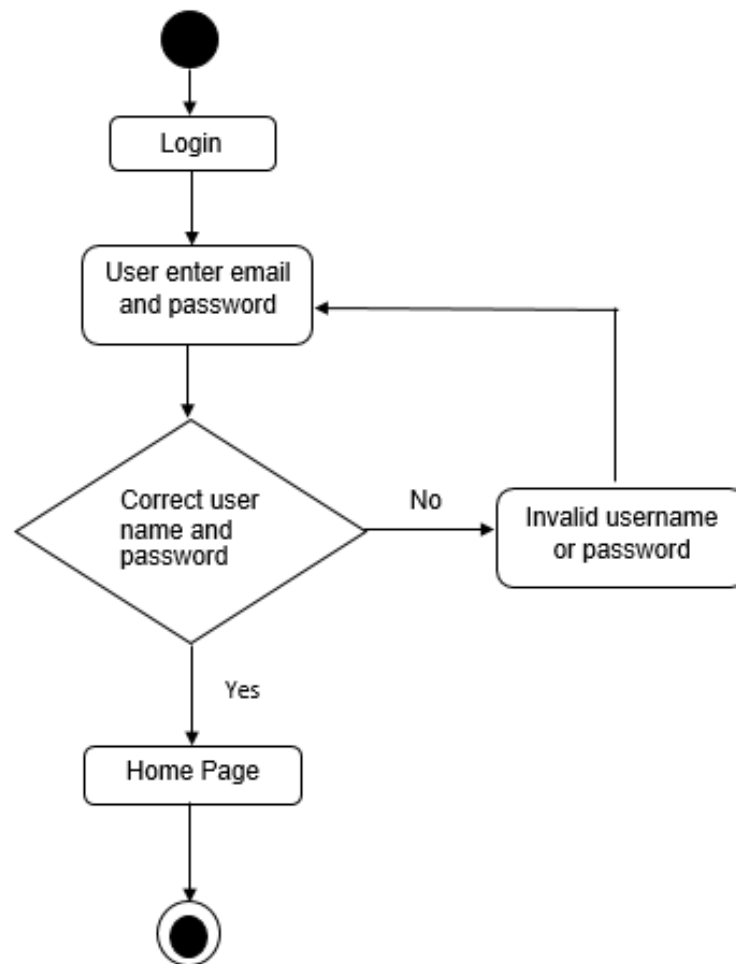 Login
User enter email
and password
Correct user
name and
password
No
Invalid username
or password
Yes
Home Page